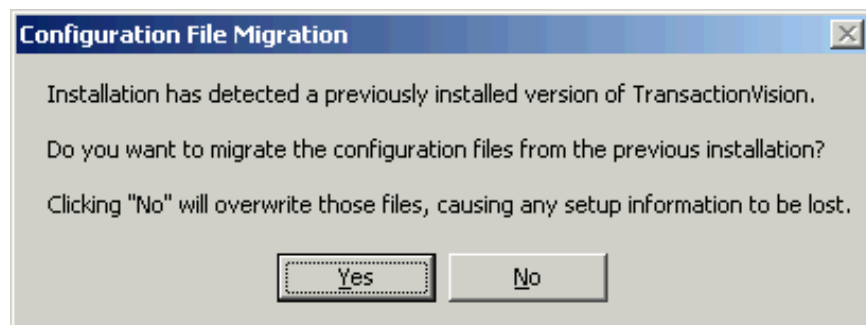 Configuration File Migration
Installation has detected a previously installed version of TransactionVision.
Do you want to migrate the configuration files from the previous installation?
Clicking "No" will overwrite those files, causing any setup information to be lost.
Yes
No